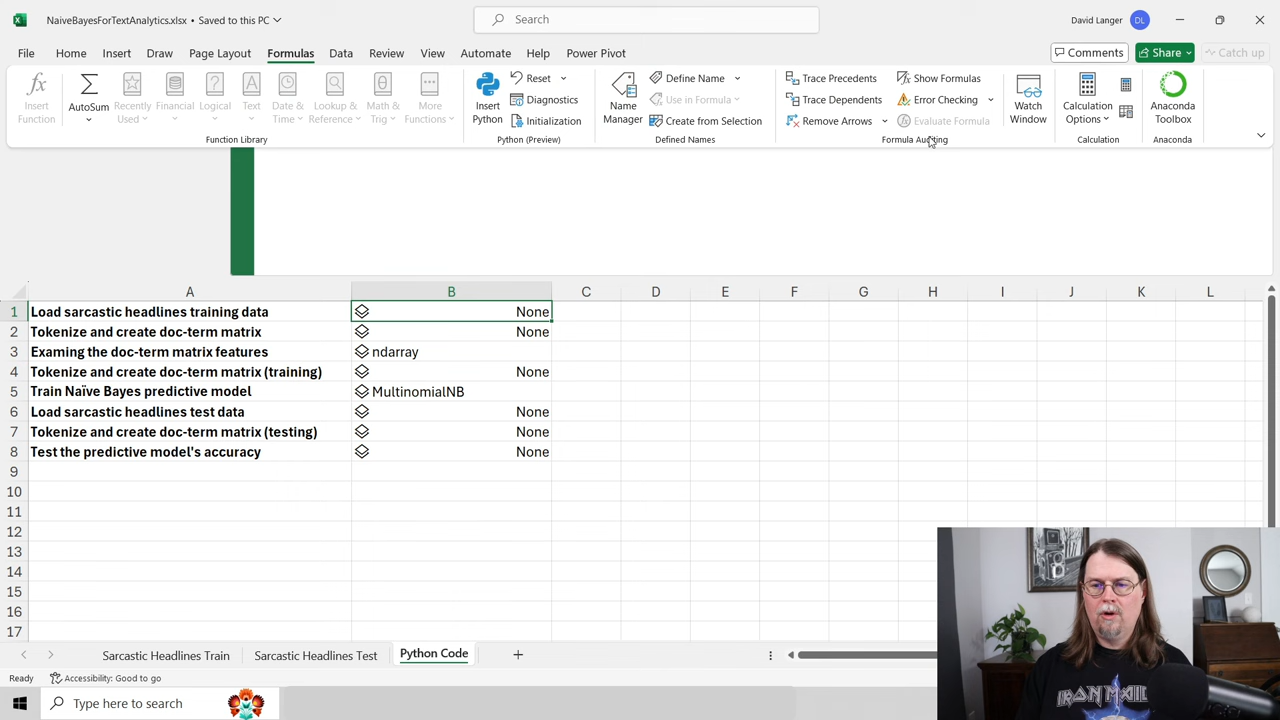 NaiveBayesForTextAnalytics.xlsx • Saved to this PC
Search
David Langer
DL
File
Home
Insert
Draw
Page Layout
Formulas
Data
Review
View
Automate
Help
Power Pivot
Comments
Share
Catch up
Insert Function
AutoSum
Recently Used
Financial
Logical
Text
Date & Time
Lookup & Reference
Math & Trig
More Functions
Function Library
Insert Python
Reset
Diagnostics
Initialization
Python (Preview)
Name Manager
Define Name
Use in Formula
Create from Selection
Defined Names
Trace Precedents
Trace Dependents
Remove Arrows
Show Formulas
Error Checking
Evaluate Formula
Formula Auditing
Watch Window
Calculation Options
Calculation
Anaconda Toolbox
Anaconda
A B C D E F G H I J K L
1 Load sarcastic headlines training data None
2 Tokenize and create doc-term matrix None
3 Examing the doc-term matrix features ndarray
4 Tokenize and create doc-term matrix (training) None
5 Train Naïve Bayes predictive model MultinomialNB
6 Load sarcastic headlines test data None
7 Tokenize and create doc-term matrix (testing) None
8 Test the predictive model's accuracy None
9
10
11
12
13
14
15
16
17
IRON MAIDEN
Sarcastic Headlines Train
Sarcastic Headlines Test
Python Code
Ready
Accessibility: Good to go
Type here to search